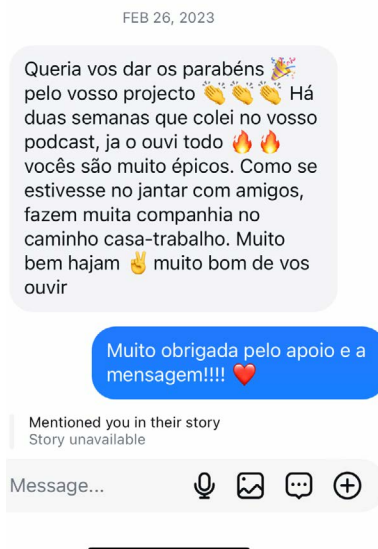 FEB 26, 2023
Queria vos dar os parabéns 🎉
pelo vosso projecto 👏👏👏 Há
duas semanas que colei no vosso
podcast, ja o ouvi todo 🔥🔥
vocês são muito épicos. Como se
estivesse no jantar com amigos,
fazem muita companhia no
caminho casa-trabalho. Muito
bem hajam ✌️ muito bom de vos
ouvir
Muito obrigada pelo apoio e a
mensagem!!!! ❤️
Mentioned you in their story
Story unavailable
Message...